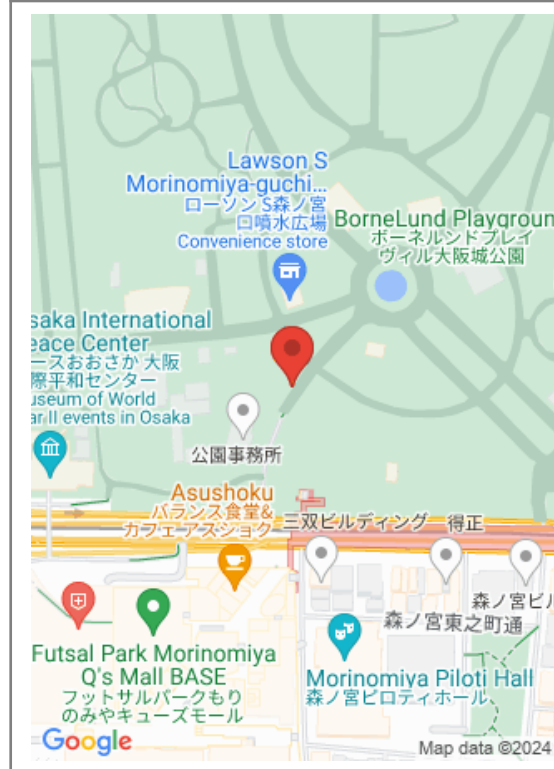 Lawson S
Morinomiya-guchi...
ローソン S森ノ宮
口噴水広場
Convenience store
BorneLund Playgroun
ボーネルンドプレイ
ヴィル大阪城公園
saka International
eace Center
ースおおさか 大阪
際平和センター
useum of World
ar II events in Osaka
公園事務所
Asushoku
バランス食堂&
カフェ アスショク
三双ビルディング
得正
森ノ宮ビル
森ノ宮東之町通
Futsal Park Morinomiya
Q's Mall BASE
フットサルパークもり
のみやキューズモール
Morinomiya Piloti Hall
森ノ宮ピロティホール
Google
Map data ©2024